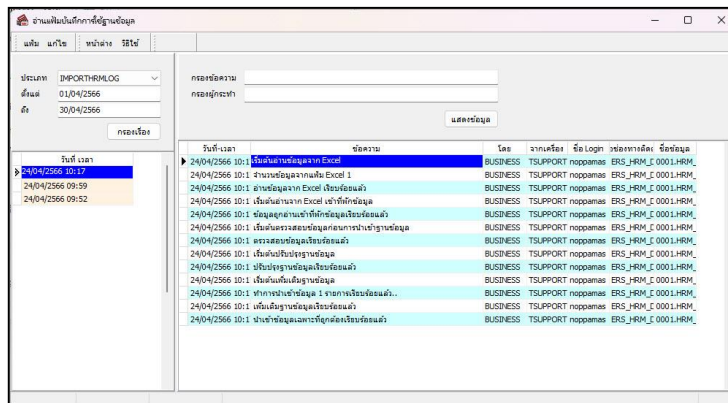 อ่านแฟ้มบันทึกการใช้ฐานข้อมูล
แฟ้ม แก้ไข หน้าต่าง วิธีใช้
ประเภท IMPORTHRMLOG
ตั้งแต่ 01/04/2566
ถึง 30/04/2566
กรองเรื่อง
กรองข้อความ
กรองผู้กระทำ
แสดงข้อมูล
วันที่ เวลา
24/04/2566 10:17
24/04/2566 09:59
24/04/2566 09:52
วันที่-เวลา ข้อความ โดย จากเครื่อง ชื่อ Login ชื่อข้อมูล
24/04/2566 10:1 เริ่มต้นอ่านข้อมูลจาก Excel BUSINESS TSUPPORT noppamas ERS_HRM_D 0001.HRM_
24/04/2566 10:1 จำนวนข้อมูลจากแฟ้ม Excel 1 BUSINESS TSUPPORT noppamas ERS_HRM_D 0001.HRM_
24/04/2566 10:1 อ่านข้อมูลจาก Excel เรียบร้อยแล้ว BUSINESS TSUPPORT noppamas ERS_HRM_D 0001.HRM_
24/04/2566 10:1 เริ่มต้นอ่านจาก Excel เข้าที่พักข้อมูล BUSINESS TSUPPORT noppamas ERS_HRM_D 0001.HRM_
24/04/2566 10:1 ข้อมูลถูกอ่านเข้าที่พักข้อมูลเรียบร้อยแล้ว BUSINESS TSUPPORT noppamas ERS_HRM_D 0001.HRM_
24/04/2566 10:1 เริ่มต้นตรวจสอบข้อมูลก่อนการนำเข้าฐานข้อมูล BUSINESS TSUPPORT noppamas ERS_HRM_D 0001.HRM_
24/04/2566 10:1 ตรวจสอบข้อมูลเรียบร้อยแล้ว BUSINESS TSUPPORT noppamas ERS_HRM_D 0001.HRM_
24/04/2566 10:1 เริ่มต้นปรับปรุงฐานข้อมูล BUSINESS TSUPPORT noppamas ERS_HRM_D 0001.HRM_
24/04/2566 10:1 ปรับปรุงฐานข้อมูลเรียบร้อยแล้ว BUSINESS TSUPPORT noppamas ERS_HRM_D 0001.HRM_
24/04/2566 10:1 เริ่มต้นเพิ่มเติมฐานข้อมูล BUSINESS TSUPPORT noppamas ERS_HRM_D 0001.HRM_
24/04/2566 10:1 ทำการนำเข้าข้อมูล 1 รายการเรียบร้อยแล้ว.. BUSINESS TSUPPORT noppamas ERS_HRM_D 0001.HRM_
24/04/2566 10:1 เพิ่มเติมฐานข้อมูลเรียบร้อยแล้ว BUSINESS TSUPPORT noppamas ERS_HRM_D 0001.HRM_
24/04/2566 10:1 นำเข้าข้อมูลเฉพาะที่ถูกต้องเรียบร้อยแล้ว BUSINESS TSUPPORT noppamas ERS_HRM_D 0001.HRM_